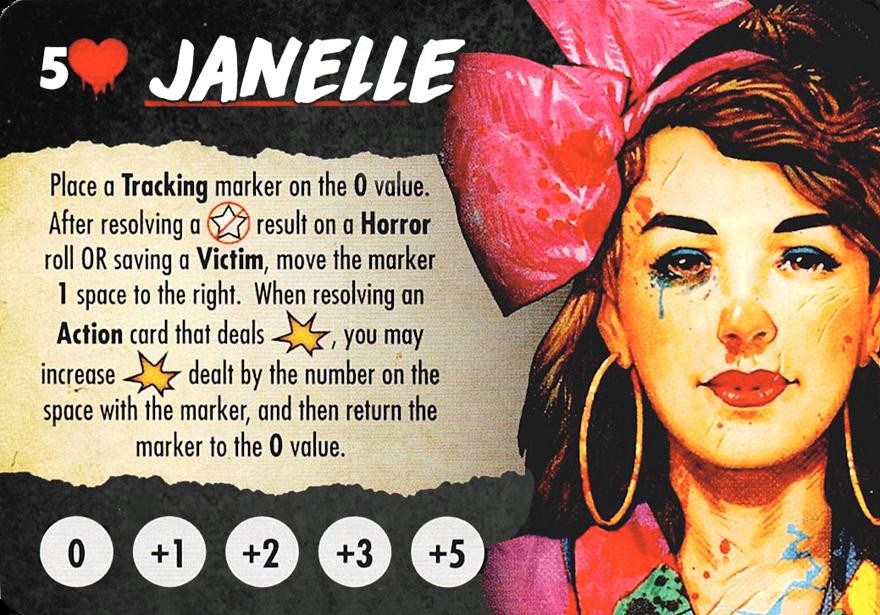 5 JANELLE
Place a Tracking marker on the 0 value.
After resolving a result on a Horror
roll OR saving a Victim, move the marker
1 space to the right. When resolving an
Action card that deals , you may
increase dealt by the number on the
space with the marker, and then return the
marker to the 0 value.
0 +1 +2 +3 +5